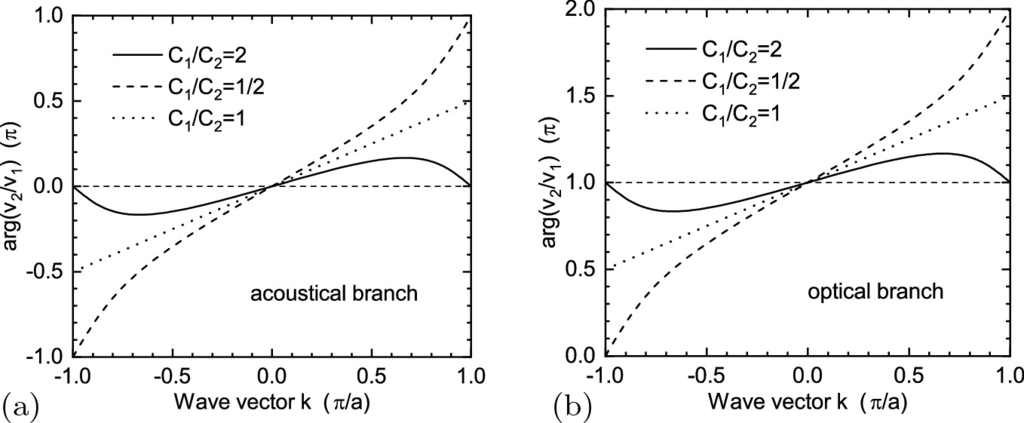 1.0
0.5
0.0
-0.5
-1.0
arg(v₂/v₁) (π)
C₁/C₂=2
C₁/C₂=1/2
C₁/C₂=1
acoustical branch
-1.0 -0.5 0.0 0.5 1.0
Wave vector k (π/a)
(a)
2.0
1.5
1.0
0.5
0.0
arg(v₂/v₁) (π)
C₁/C₂=2
C₁/C₂=1/2
C₁/C₂=1
optical branch
-1.0 -0.5 0.0 0.5 1.0
Wave vector k (π/a)
(b)